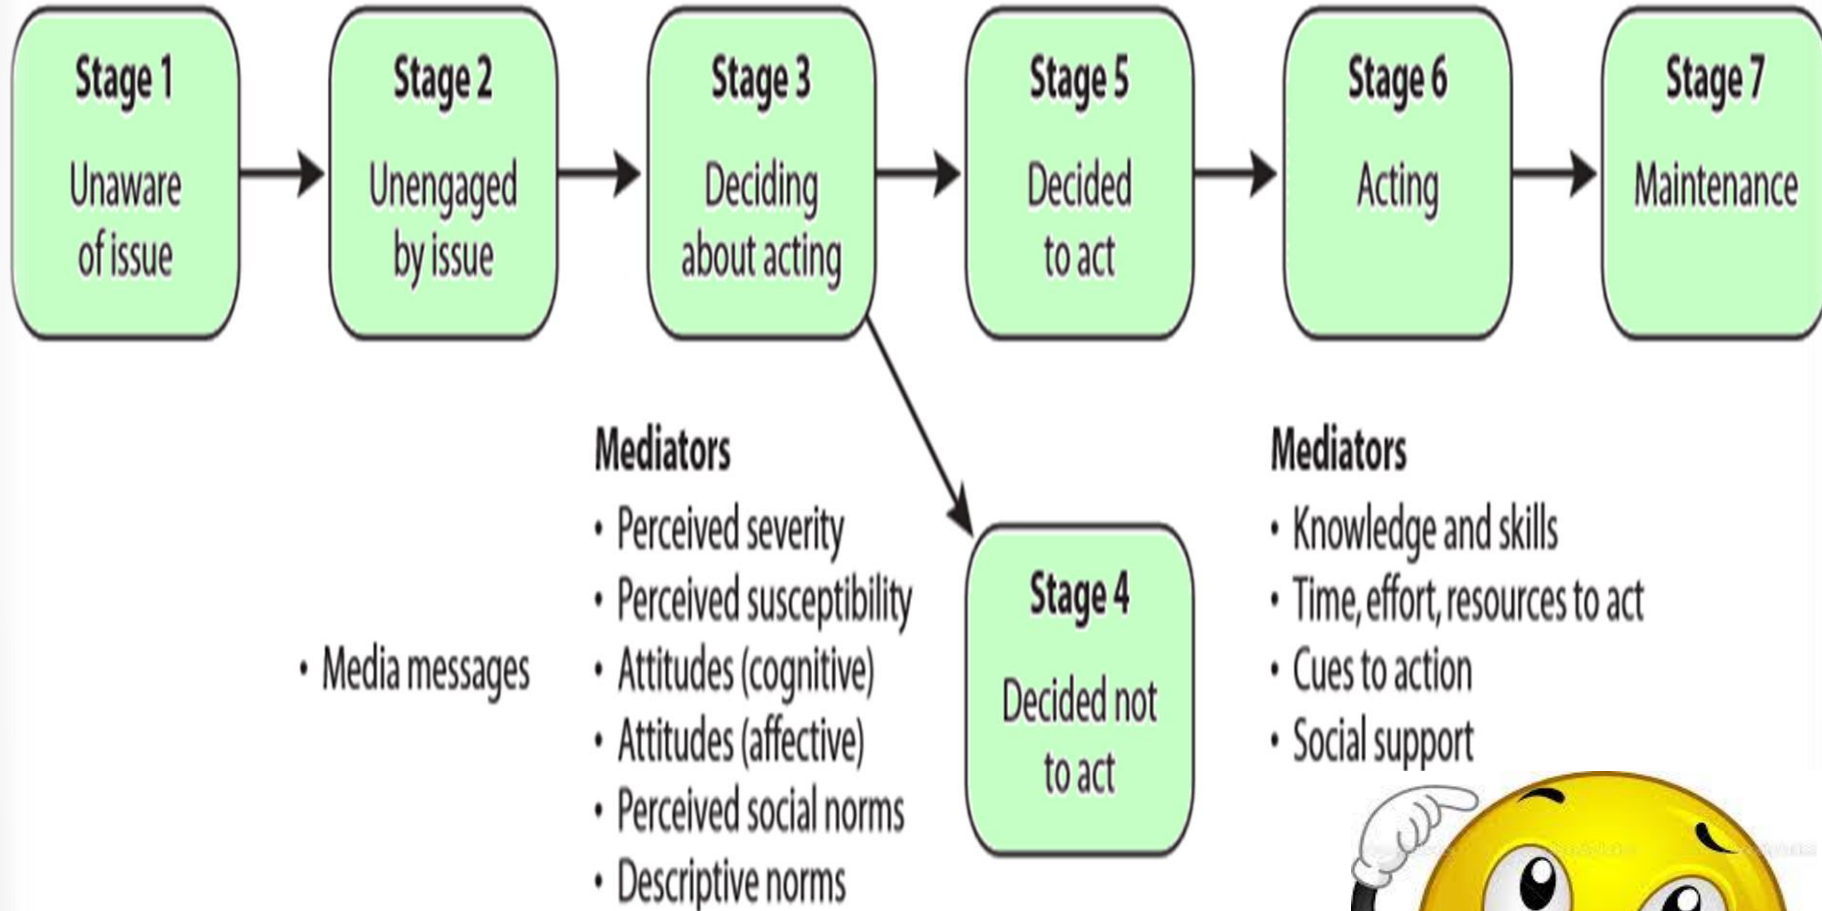 Stage 1
Unaware
of issue
Stage 2
Unengaged
by issue
Stage 3
Deciding
about acting
Stage 5
Decided
to act
Stage 6
Acting
Stage 7
Maintenance
• Media messages
Mediators
• Perceived severity
• Perceived susceptibility
• Attitudes (cognitive)
• Attitudes (affective)
• Perceived social norms
• Descriptive norms
Stage 4
Decided not
to act
Mediators
• Knowledge and skills
• Time, effort, resources to act
• Cues to action
• Social support